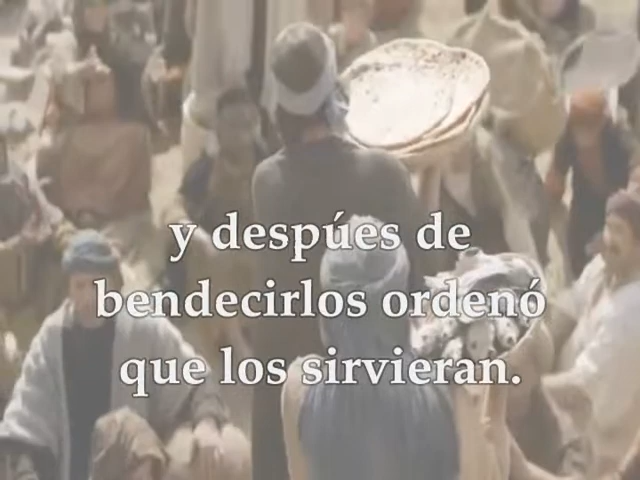 y despúes de
bendecirlos ordenó
que los sirvieran.